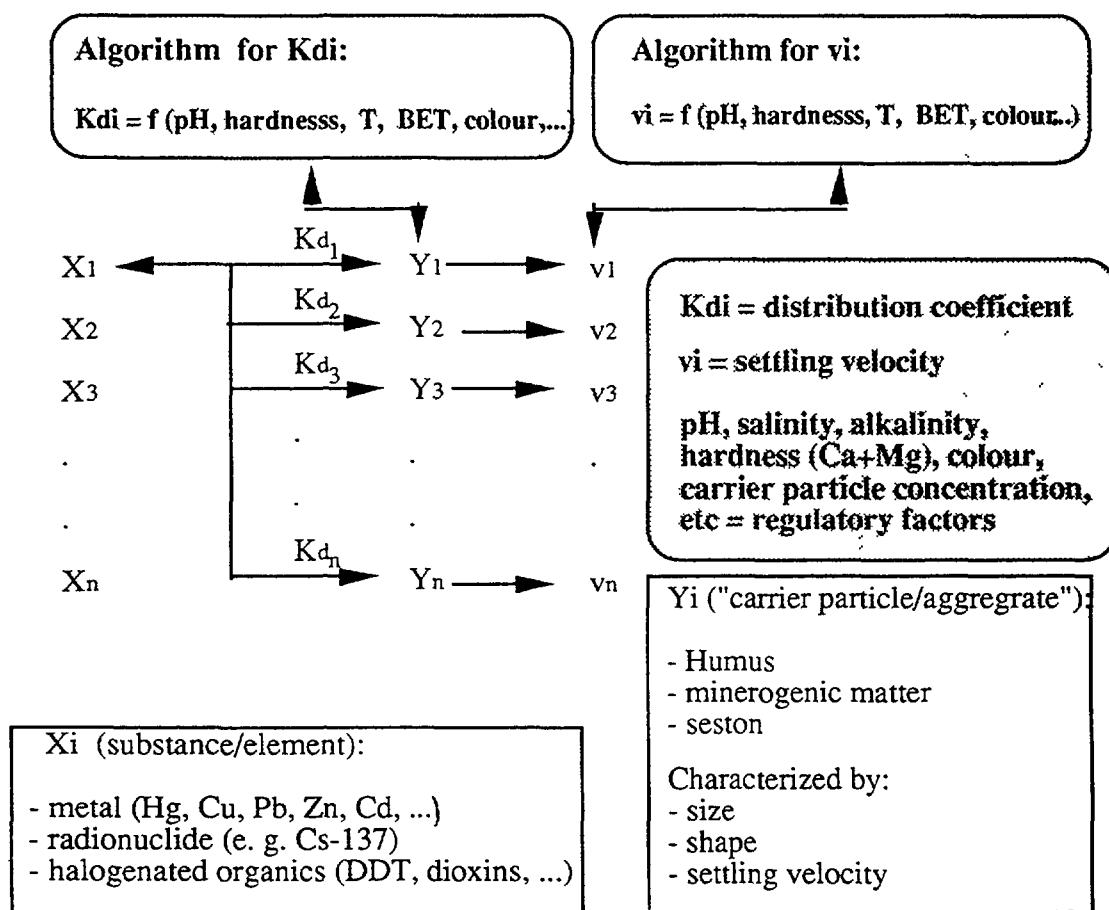 Algorithm for Kdi:
Kdi = f (pH, hardnesss, T, BET, colour,...)
Algorithm for vi:
vi = f (pH, hardnesss, T, BET, colour...)
X1
Kd1
Y1
v1
X2
Kd2
Y2
v2
X3
Kd3
Y3
v3
Xn
Kdn
Yn
vn
Kdi = distribution coefficient
vi = settling velocity
pH, salinity, alkalinity,
hardness (Ca+Mg), colour,
carrier particle concentration,
etc = regulatory factors
Yi ("carrier particle/aggregrate"):
- Humus
- minerogenic matter
- seston
Characterized by:
- size
- shape
- settling velocity
Xi (substance/element):
- metal (Hg, Cu, Pb, Zn, Cd, ...)
- radionuclide (e. g. Cs-137)
- halogenated organics (DDT, dioxins, ...)